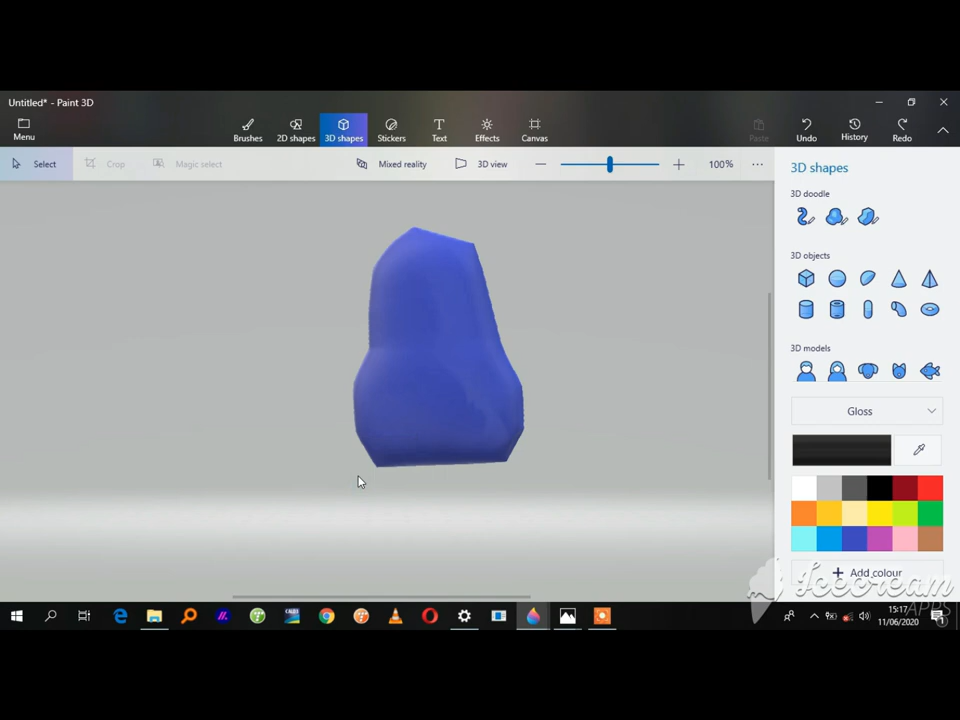 Untitled* - Paint 3D
Menu
Brushes
2D shapes
3D shapes
Stickers
Effects
Text
Canvas
Paste
Undo
History
Redo
Select
Crop
Magic select
Mixed reality
3D view
100%
3D shapes
3D doodle
3D objects
3D models
Gloss
Add colour
Icecream
APPS
15:17
11/06/2020